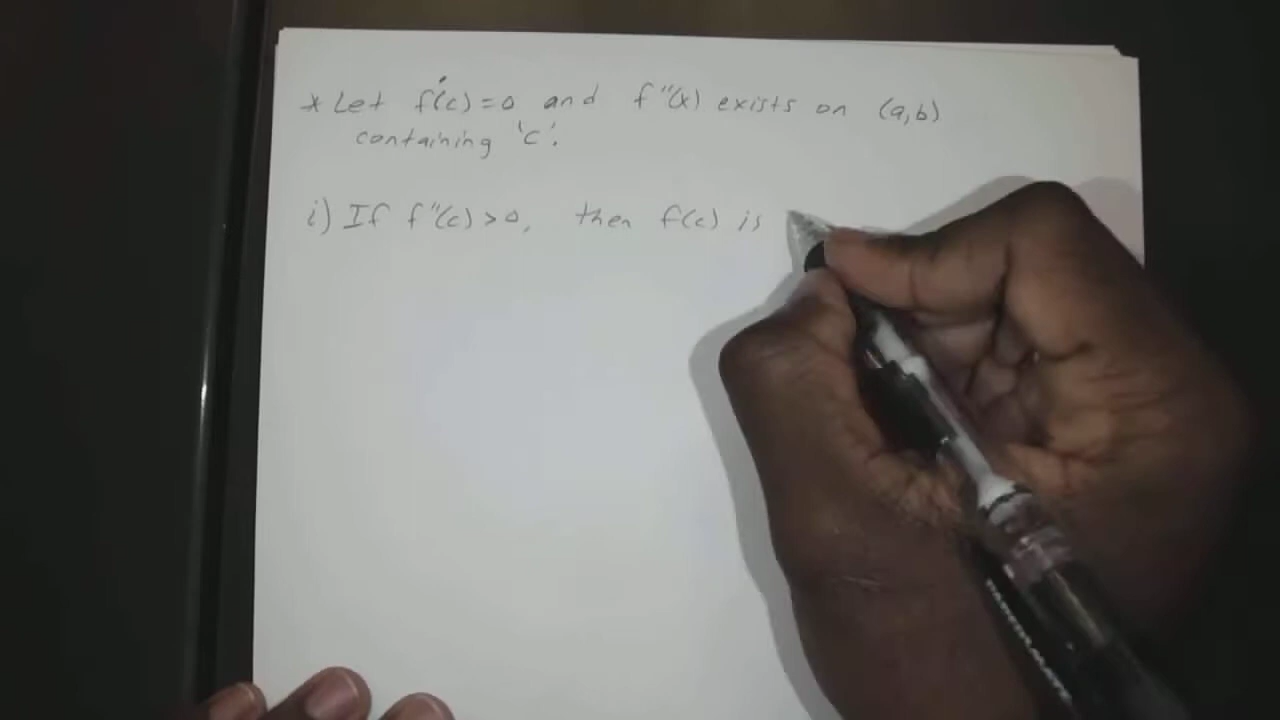 * Let f'(c) = 0 and f''(x) exists on (a,b)
containing 'c'.
i) If f''(c) > 0, then f(c) is